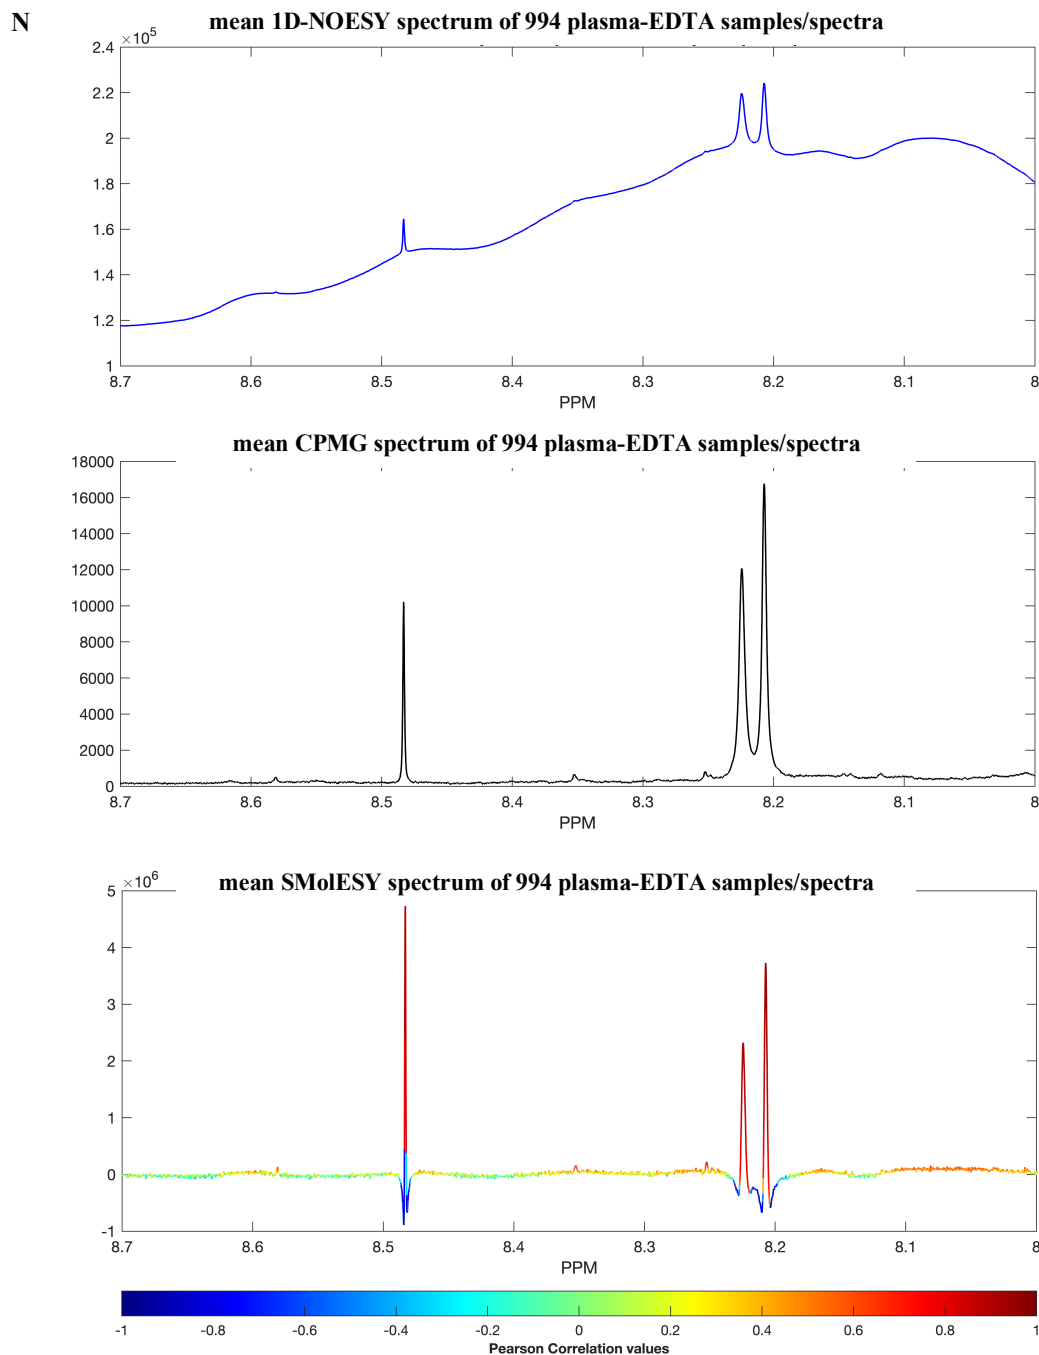 N
mean 1D-NOESY spectrum of 994 plasma-EDTA samples/spectra
×10⁵
2.4
2.2
2
1.8
1.6
1.4
1.2
1
8.7 8.6 8.5 8.4 8.3 8.2 8.1 8
PPM
mean CPMG spectrum of 994 plasma-EDTA samples/spectra
18000
16000
14000
12000
10000
8000
6000
4000
2000
0
8.7 8.6 8.5 8.4 8.3 8.2 8.1 8
PPM
mean SMolESY spectrum of 994 plasma-EDTA samples/spectra
×10⁶
5
4
3
2
1
0
-1
8.7 8.6 8.5 8.4 8.3 8.2 8.1 8
PPM
-1 -0.8 -0.6 -0.4 -0.2 0 0.2 0.4 0.6 0.8 1
Pearson Correlation values